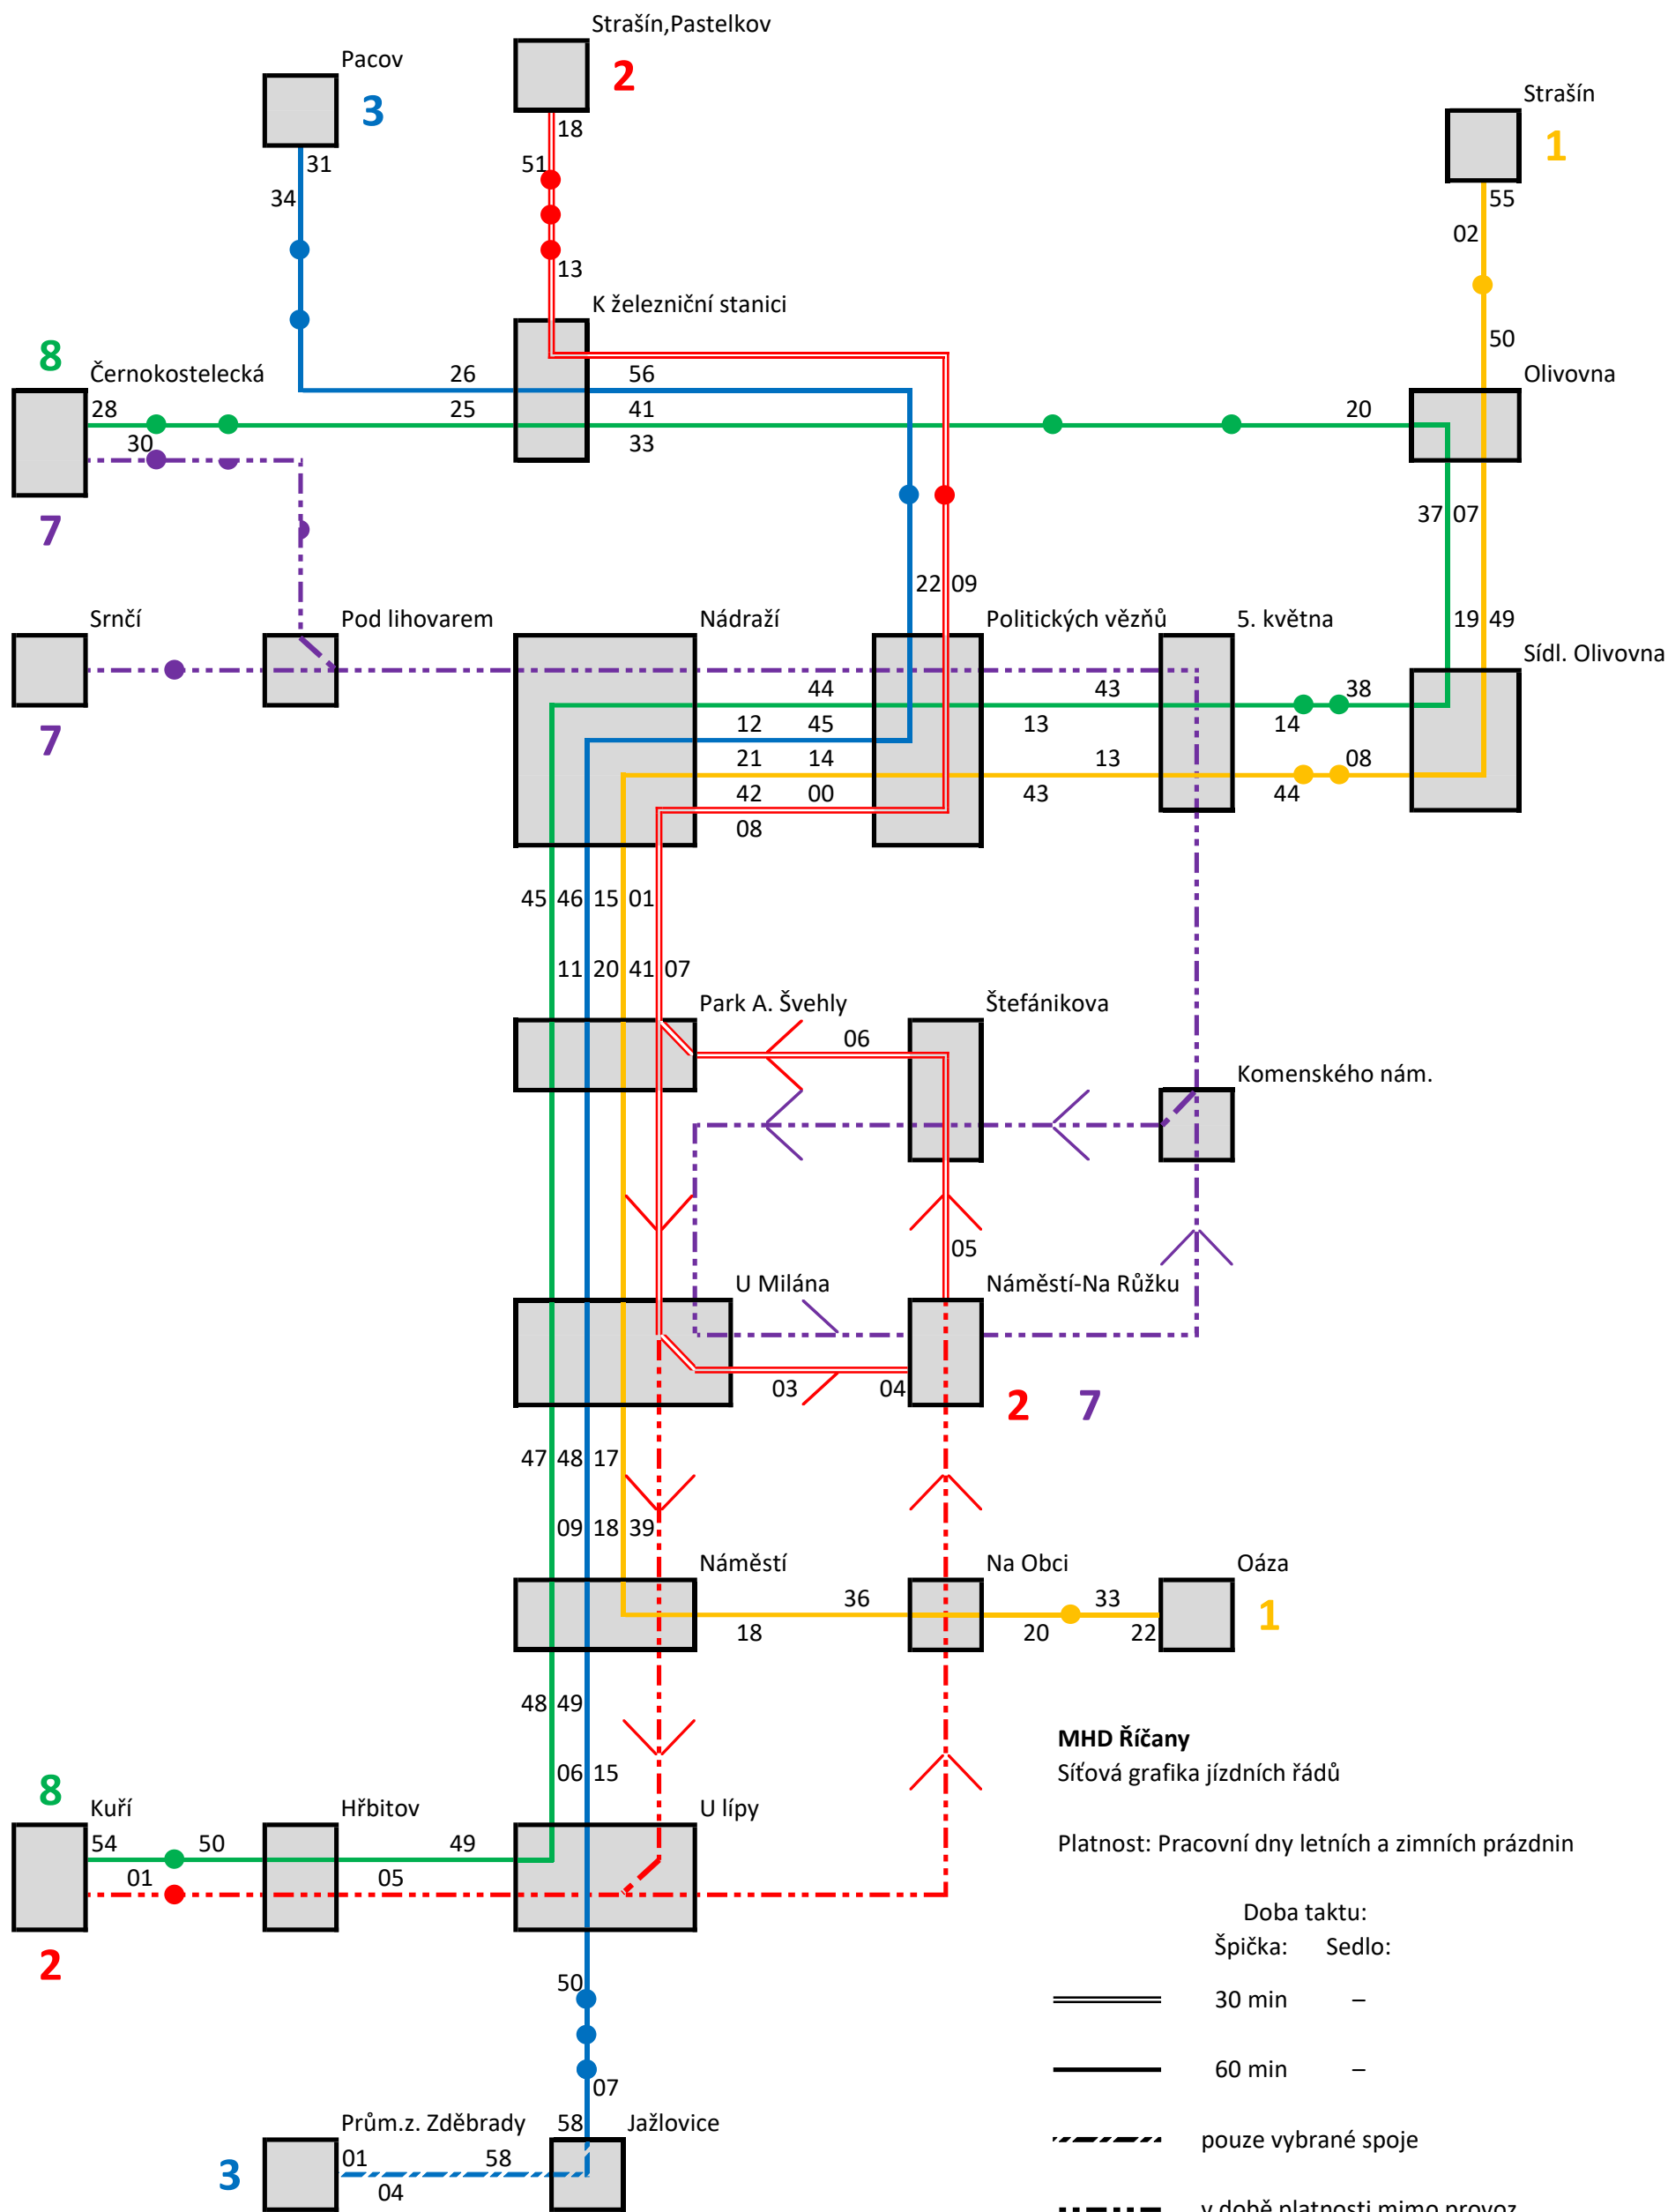 Strašín,Pastelkov
Pacov
2
3
Strašín
1
18
31
51
34
55
02
13
K železniční stanici
50
8
Černokostelecká
26
56
Olivovna
28
25
41
20
30
33
37
07
7
22
09
Srnčí
Pod lihovarem
Nádraží
Politických vězňů
5. května
19
49
Sídl. Olivovna
44
43
38
12
45
13
14
7
21
14
13
08
42
00
43
44
08
45
46
15
01
11
20
41
07
Park A. Švehly
Štefánikova
06
Komenského nám.
05
U Milána
Náměstí-Na Růžku
03
04
2
7
47
48
17
09
18
39
Náměstí
Na Obci
Oáza
36
33
1
18
20
22
48
49
MHD Říčany
Síťová grafika jízdních řádů
06
15
8
Kuří
Hřbitov
U lípy
54
50
49
Platnost: Pracovní dny letních a zimních prázdnin
01
05
Doba taktu:
Špička: Sedlo:
2
50
30 min –
60 min –
07
Prům.z. Zděbrady
58
Jažlovice
pouze vybrané spoje
3
01
58
04
v době platnosti mimo provoz